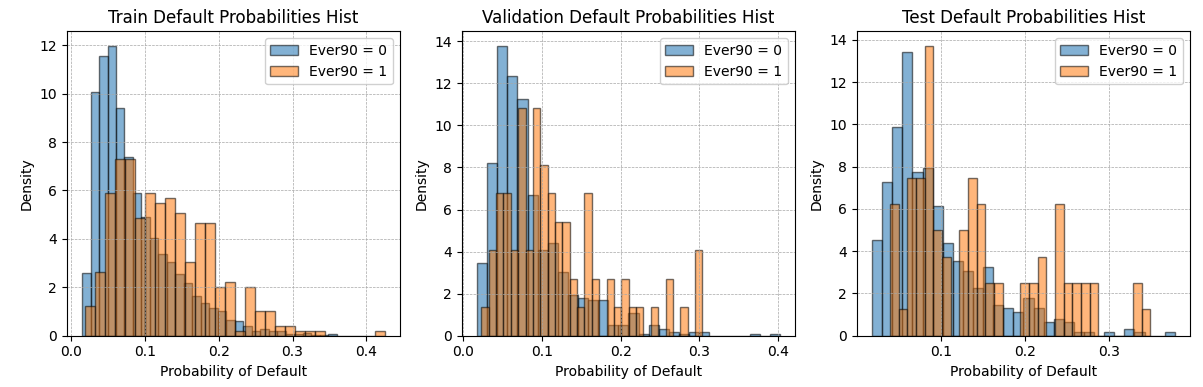 Train Default Probabilities Hist
Density
12
10
8
6
4
2
0
Ever90 = 0
Ever90 = 1
0.0 0.1 0.2 0.3 0.4
Probability of Default
Validation Default Probabilities Hist
Density
14
12
10
8
6
4
2
0
Ever90 = 0
Ever90 = 1
0.0 0.1 0.2 0.3 0.4
Probability of Default
Test Default Probabilities Hist
Density
14
12
10
8
6
4
2
0
Ever90 = 0
Ever90 = 1
0.1 0.2 0.3
Probability of Default